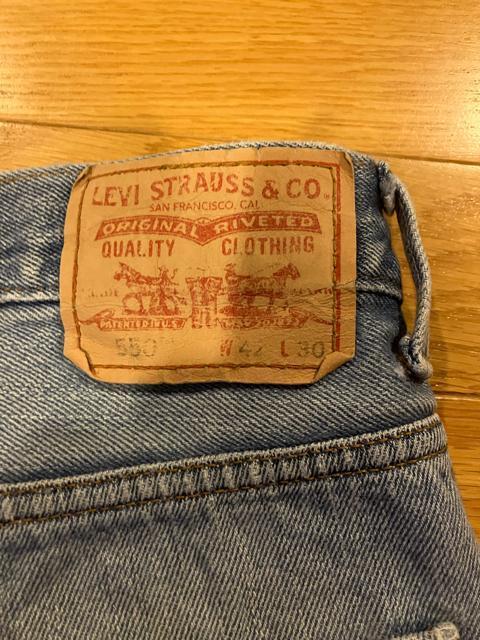 LEVI STRAUSS & CO.
SAN FRANCISCO, CAL.
ORIGINAL RIVETED
QUALITY CLOTHING
550 W 42 L 30